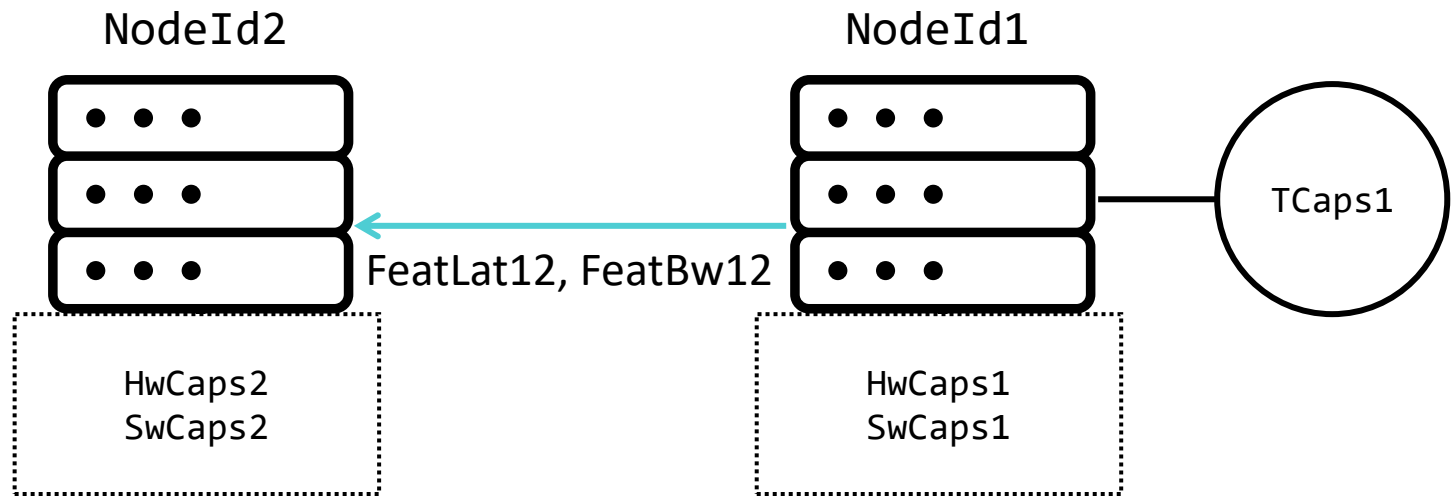 NodeId2
NodeId1
TCaps1
FeatLat12, FeatBw12
HwCaps2
SwCaps2
HwCaps1
SwCaps1